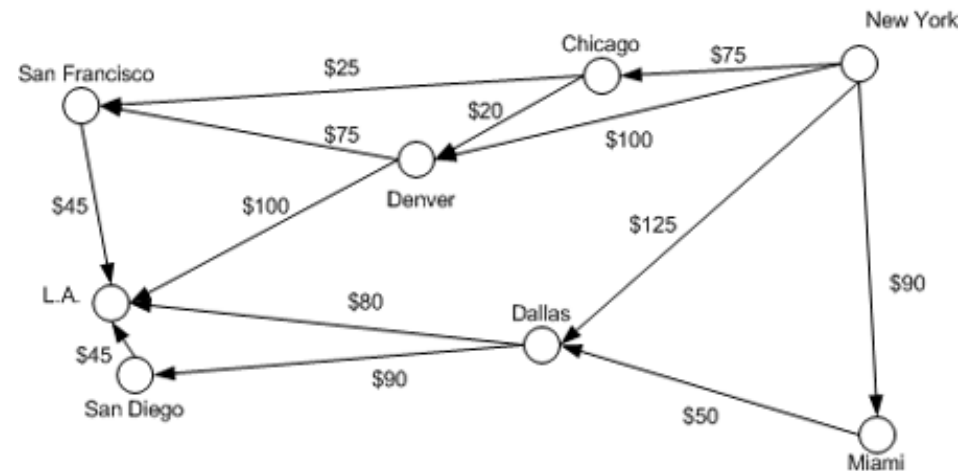 New York
Chicago
$75
San Francisco
$25
$20
$75
$100
Denver
$45
$100
$125
L.A.
$80
$90
Dallas
$45
$90
San Diego
$50
Miami